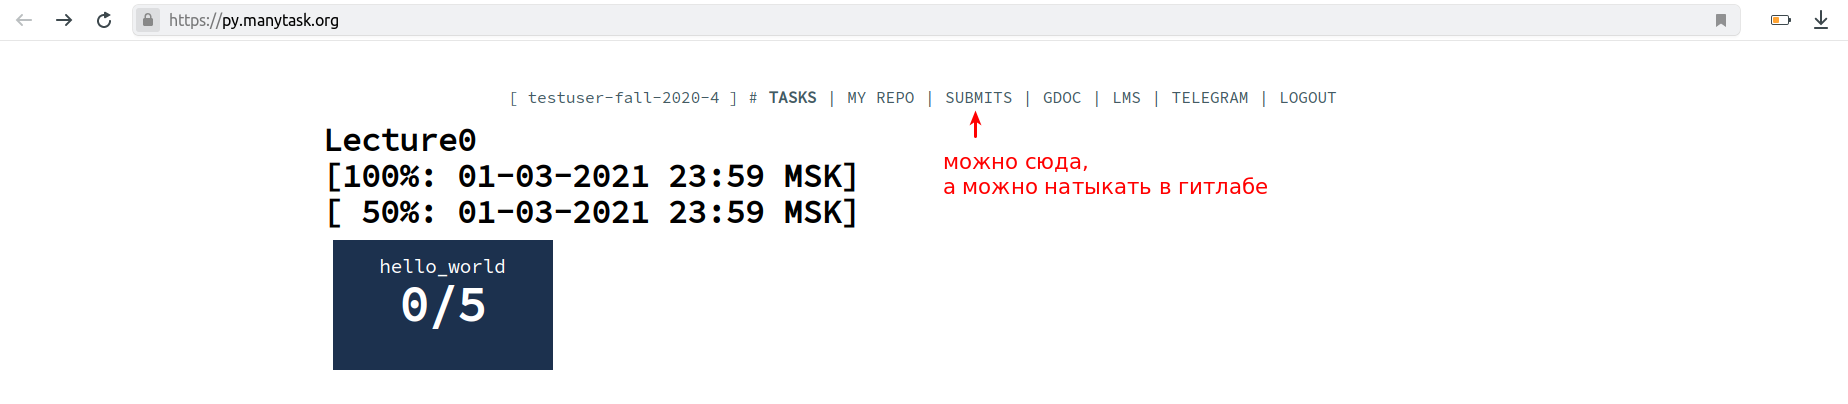 https://py.manytask.org
[ testuser-fall-2020-4 ] # TASKS | MY REPO | SUBMITS | GDOC | LMS | TELEGRAM | LOGOUT
Lecture0
[100%: 01-03-2021 23:59 MSK]
[ 50%: 01-03-2021 23:59 MSK]
можно сюда,
а можно натыкать в гитлабе
hello_world
0/5